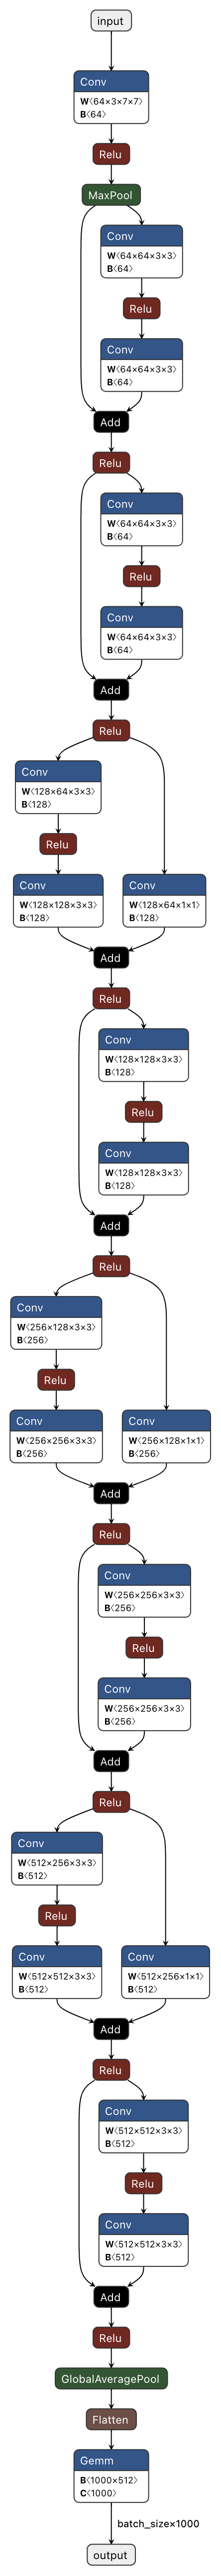 input
Conv
W⟨64×3×7×7⟩
B⟨64⟩
Relu
MaxPool
Conv
W⟨64×64×3×3⟩
B⟨64⟩
Relu
Conv
W⟨64×64×3×3⟩
B⟨64⟩
Add
Relu
Conv
W⟨64×64×3×3⟩
B⟨64⟩
Relu
Conv
W⟨64×64×3×3⟩
B⟨64⟩
Add
Relu
Conv
W⟨128×64×3×3⟩
B⟨128⟩
Relu
Conv
W⟨128×128×3×3⟩
B⟨128⟩
Conv
W⟨128×64×1×1⟩
B⟨128⟩
Add
Relu
Conv
W⟨128×128×3×3⟩
B⟨128⟩
Relu
Conv
W⟨128×128×3×3⟩
B⟨128⟩
Add
Relu
Conv
W⟨256×128×3×3⟩
B⟨256⟩
Relu
Conv
W⟨256×256×3×3⟩
B⟨256⟩
Conv
W⟨256×128×1×1⟩
B⟨256⟩
Add
Relu
Conv
W⟨256×256×3×3⟩
B⟨256⟩
Relu
Conv
W⟨256×256×3×3⟩
B⟨256⟩
Add
Relu
Conv
W⟨512×256×3×3⟩
B⟨512⟩
Relu
Conv
W⟨512×512×3×3⟩
B⟨512⟩
Conv
W⟨512×256×1×1⟩
B⟨512⟩
Add
Relu
Conv
W⟨512×512×3×3⟩
B⟨512⟩
Relu
Conv
W⟨512×512×3×3⟩
B⟨512⟩
Add
Relu
GlobalAveragePool
Flatten
Gemm
B⟨1000×512⟩
C⟨1000⟩
batch_size×1000
output